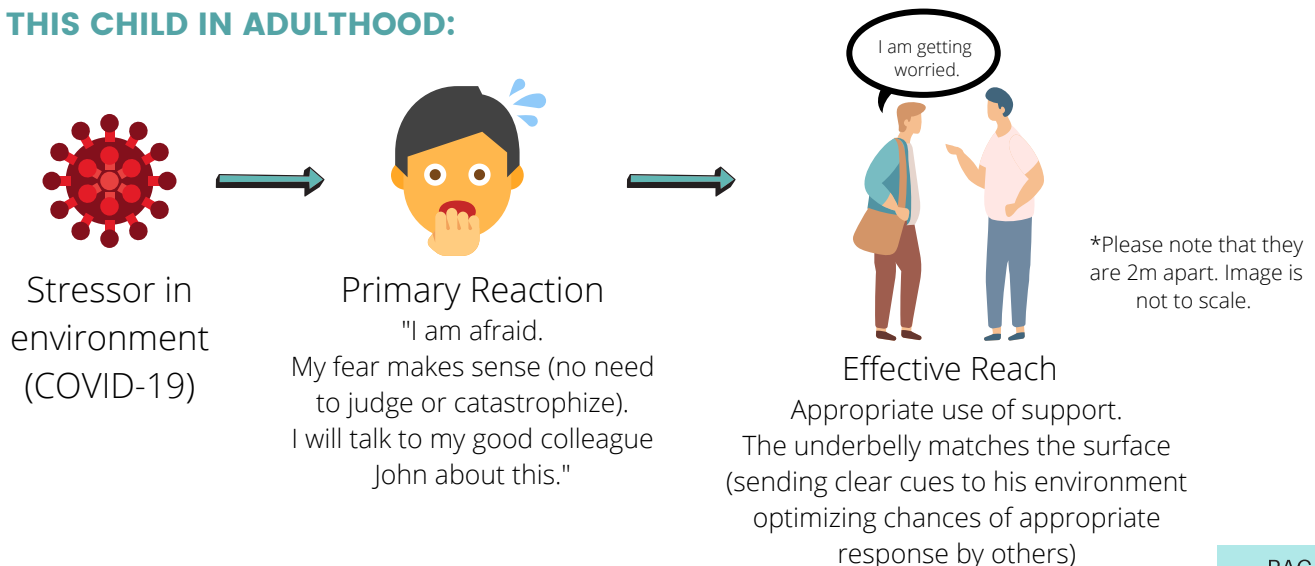 THIS CHILD IN ADULTHOOD:
I am getting
worried.
*Please note that they
are 2m apart. Image is
not to scale.
Stressor in
environment
(COVID-19)
Primary Reaction
"I am afraid.
My fear makes sense (no need
to judge or catastrophize).
I will talk to my good colleague
John about this."
Effective Reach
Appropriate use of support.
The underbelly matches the surface
(sending clear cues to his environment
optimizing chances of appropriate
response by others)